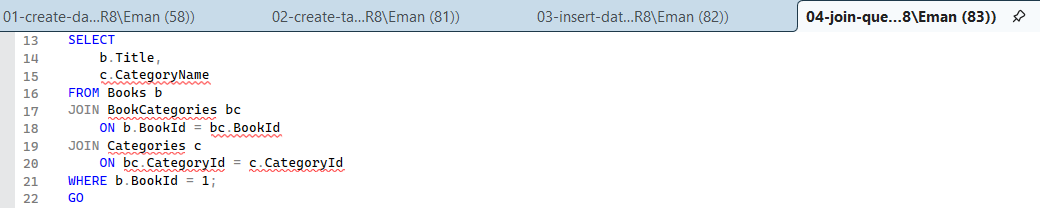 01-create-da...R8\Eman (58)) 02-create-ta...R8\Eman (81)) 03-insert-dat...R8\Eman (82)) 04-join-que...8\Eman (83))
13 SELECT
14 b.Title,
15 c.CategoryName
16 FROM Books b
17 JOIN BookCategories bc
18 ON b.BookId = bc.BookId
19 JOIN Categories c
20 ON bc.CategoryId = c.CategoryId
21 WHERE b.BookId = 1;
22 GO